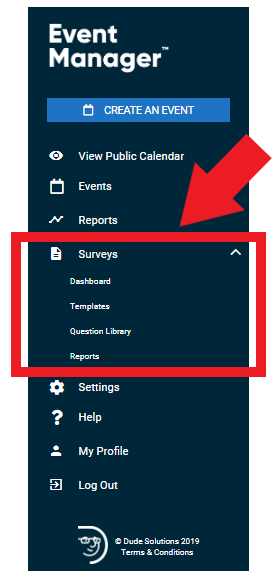 Event
Manager™
CREATE AN EVENT
View Public Calendar
Events
Reports
Surveys
Dashboard
Templates
Question Library
Reports
Settings
Help
My Profile
Log Out
© Dude Solutions 2019
Terms & Conditions